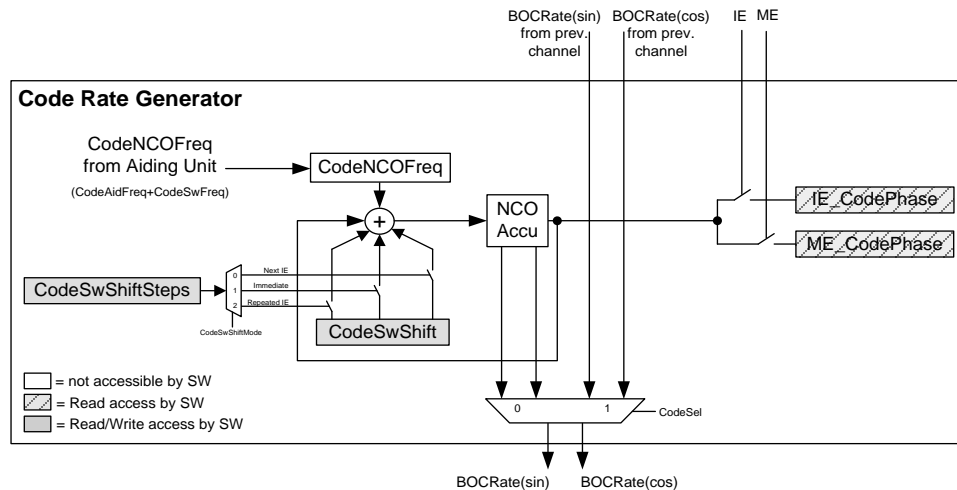 BOCRate(sin)
from prev.
channel
BOCRate(cos)
from prev.
channel
IE
ME
Code Rate Generator
CodeNCOFreq
from Aiding Unit
(CodeAidFreq+CodeSwFreq)
CodeNCOFreq
+
NCO
Accu
IE_CodePhase
ME_CodePhase
CodeSwShiftSteps
0
1
2
Next IE
Immediate
Repeated IE
CodeSwShiftMode
CodeSwShift
= not accessible by SW
= Read access by SW
= Read/Write access by SW
0
1
CodeSel
BOCRate(sin)
BOCRate(cos)